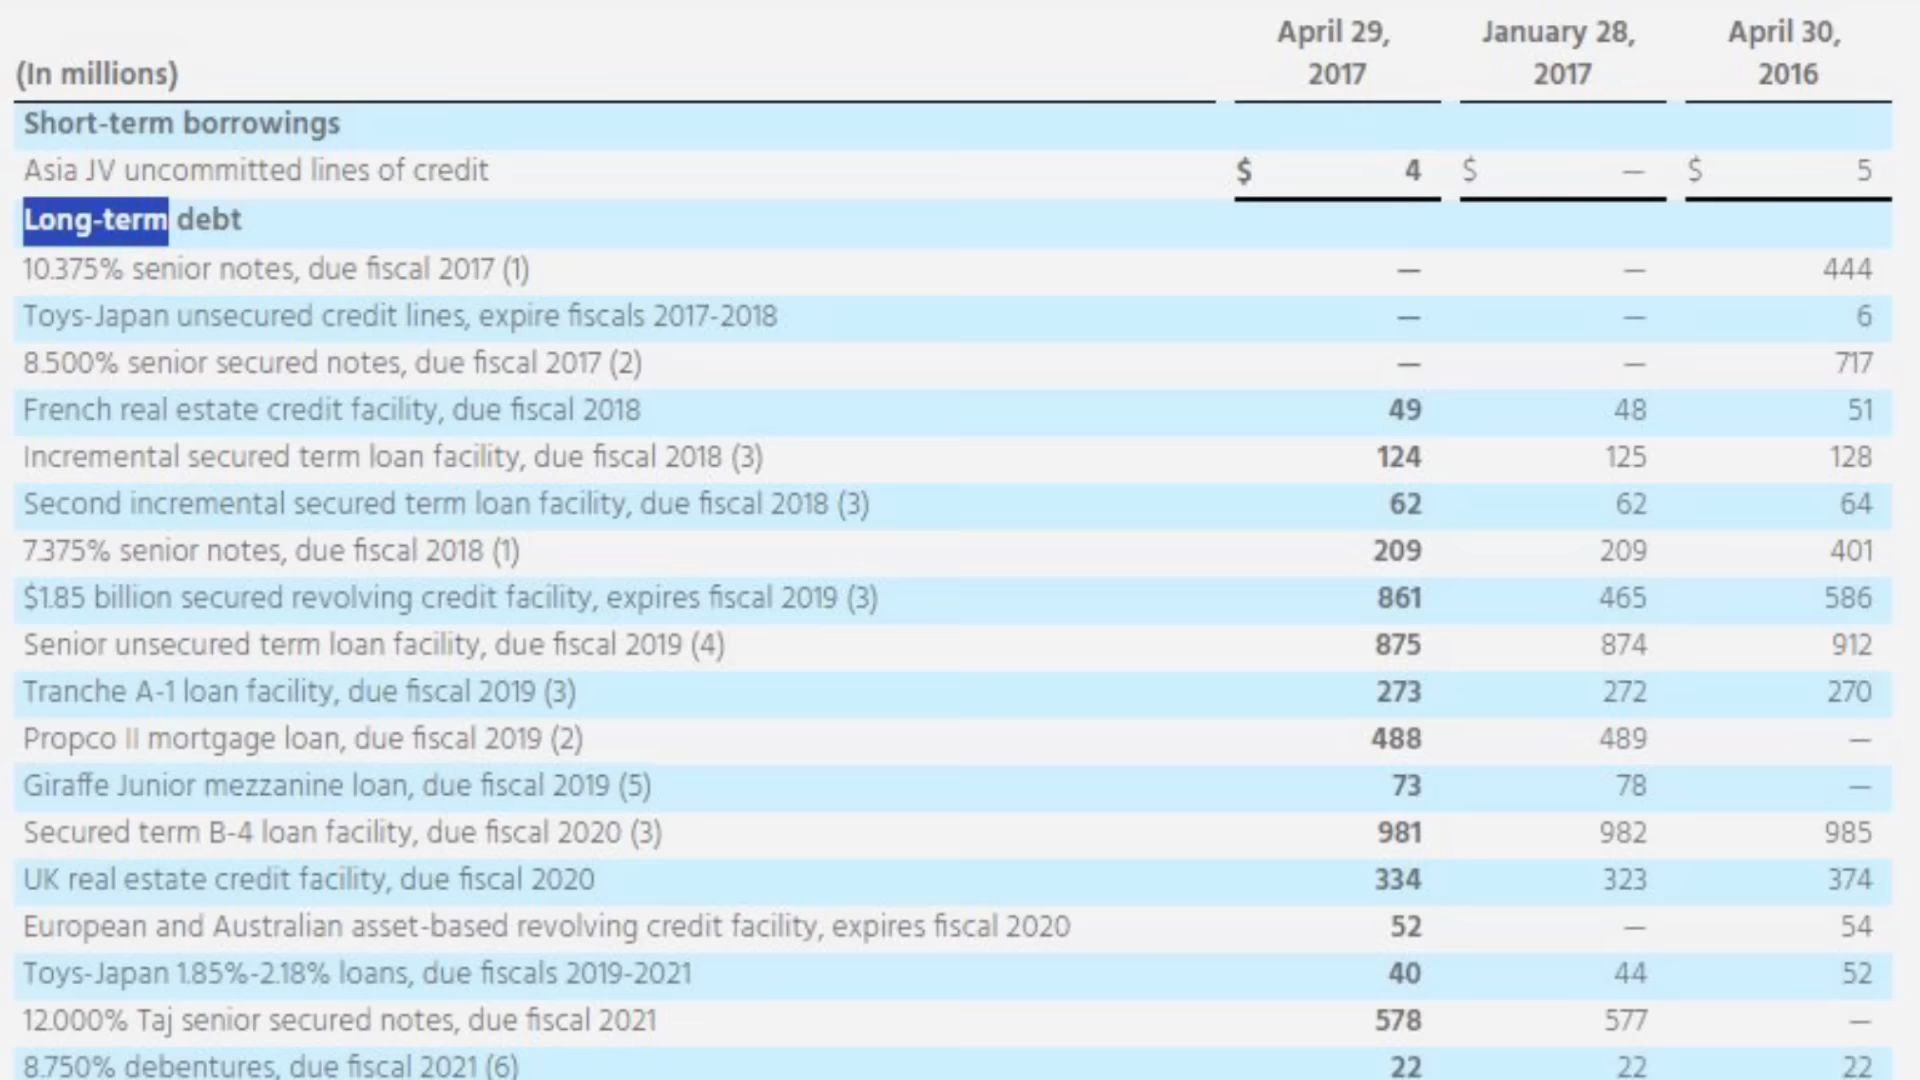 April 29, January 28, April 30,
(In millions) 2017 2017 2016
Short-term borrowings
Asia JV uncommitted lines of credit $ 4 $ — $ 5
Long-term debt
10.375% senior notes, due fiscal 2017 (1) — — 444
Toys-Japan unsecured credit lines, expire fiscals 2017-2018 — — 6
8.500% senior secured notes, due fiscal 2017 (2) — — 717
French real estate credit facility, due fiscal 2018 49 48 51
Incremental secured term loan facility, due fiscal 2018 (3) 124 125 128
Second incremental secured term loan facility, due fiscal 2018 (3) 62 62 64
7.375% senior notes, due fiscal 2018 (1) 209 209 401
$1.85 billion secured revolving credit facility, expires fiscal 2019 (3) 861 465 586
Senior unsecured term loan facility, due fiscal 2019 (4) 875 874 912
Tranche A-1 loan facility, due fiscal 2019 (3) 273 272 270
Propco II mortgage loan, due fiscal 2019 (2) 488 489 —
Giraffe Junior mezzanine loan, due fiscal 2019 (5) 73 78 —
Secured term B-4 loan facility, due fiscal 2020 (3) 981 982 985
UK real estate credit facility, due fiscal 2020 334 323 374
European and Australian asset-based revolving credit facility, expires fiscal 2020 52 — 54
Toys-Japan 1.85%-2.18% loans, due fiscals 2019-2021 40 44 52
12.000% Taj senior secured notes, due fiscal 2021 578 577 —
8.750% debentures, due fiscal 2021 (6) 22 22 22